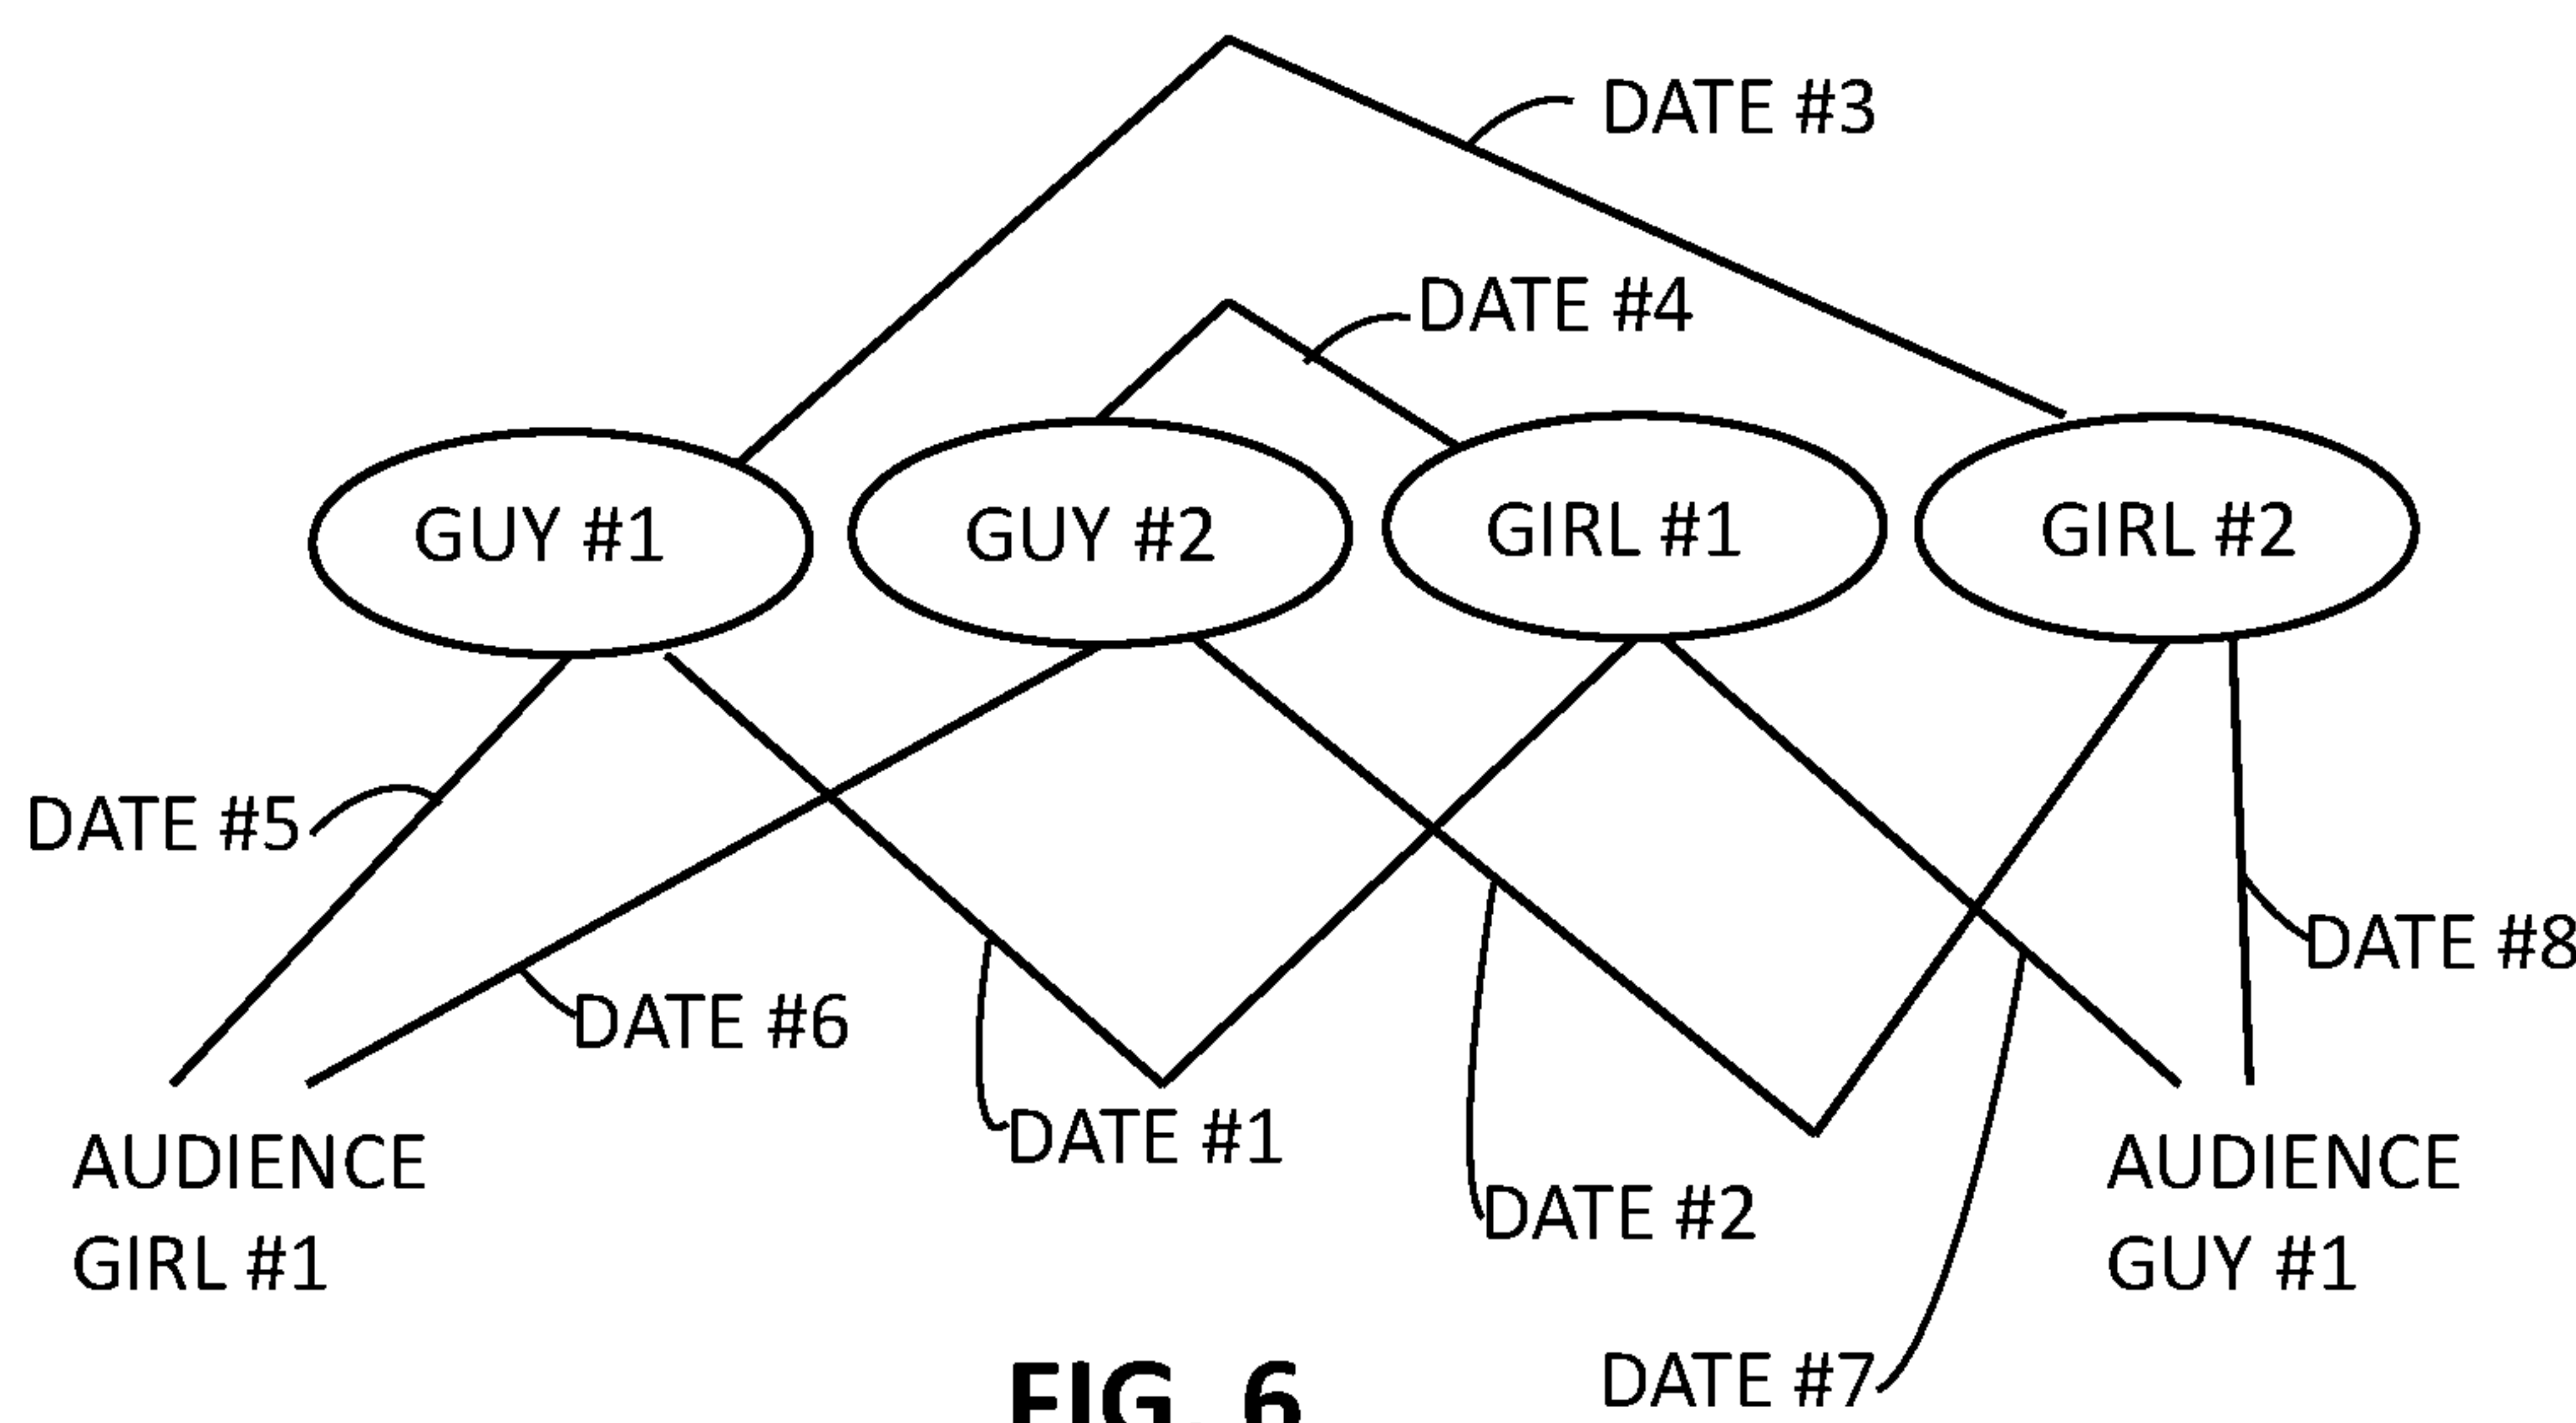 DATE #3
DATE #4
GUY #1
GUY #2
GIRL #1
GIRL #2
DATE #5
DATE #8
DATE #6
DATE #1
AUDIENCE
GIRL #1
AUDIENCE
GUY #1
DATE #2
DATE #7
FIG. 6